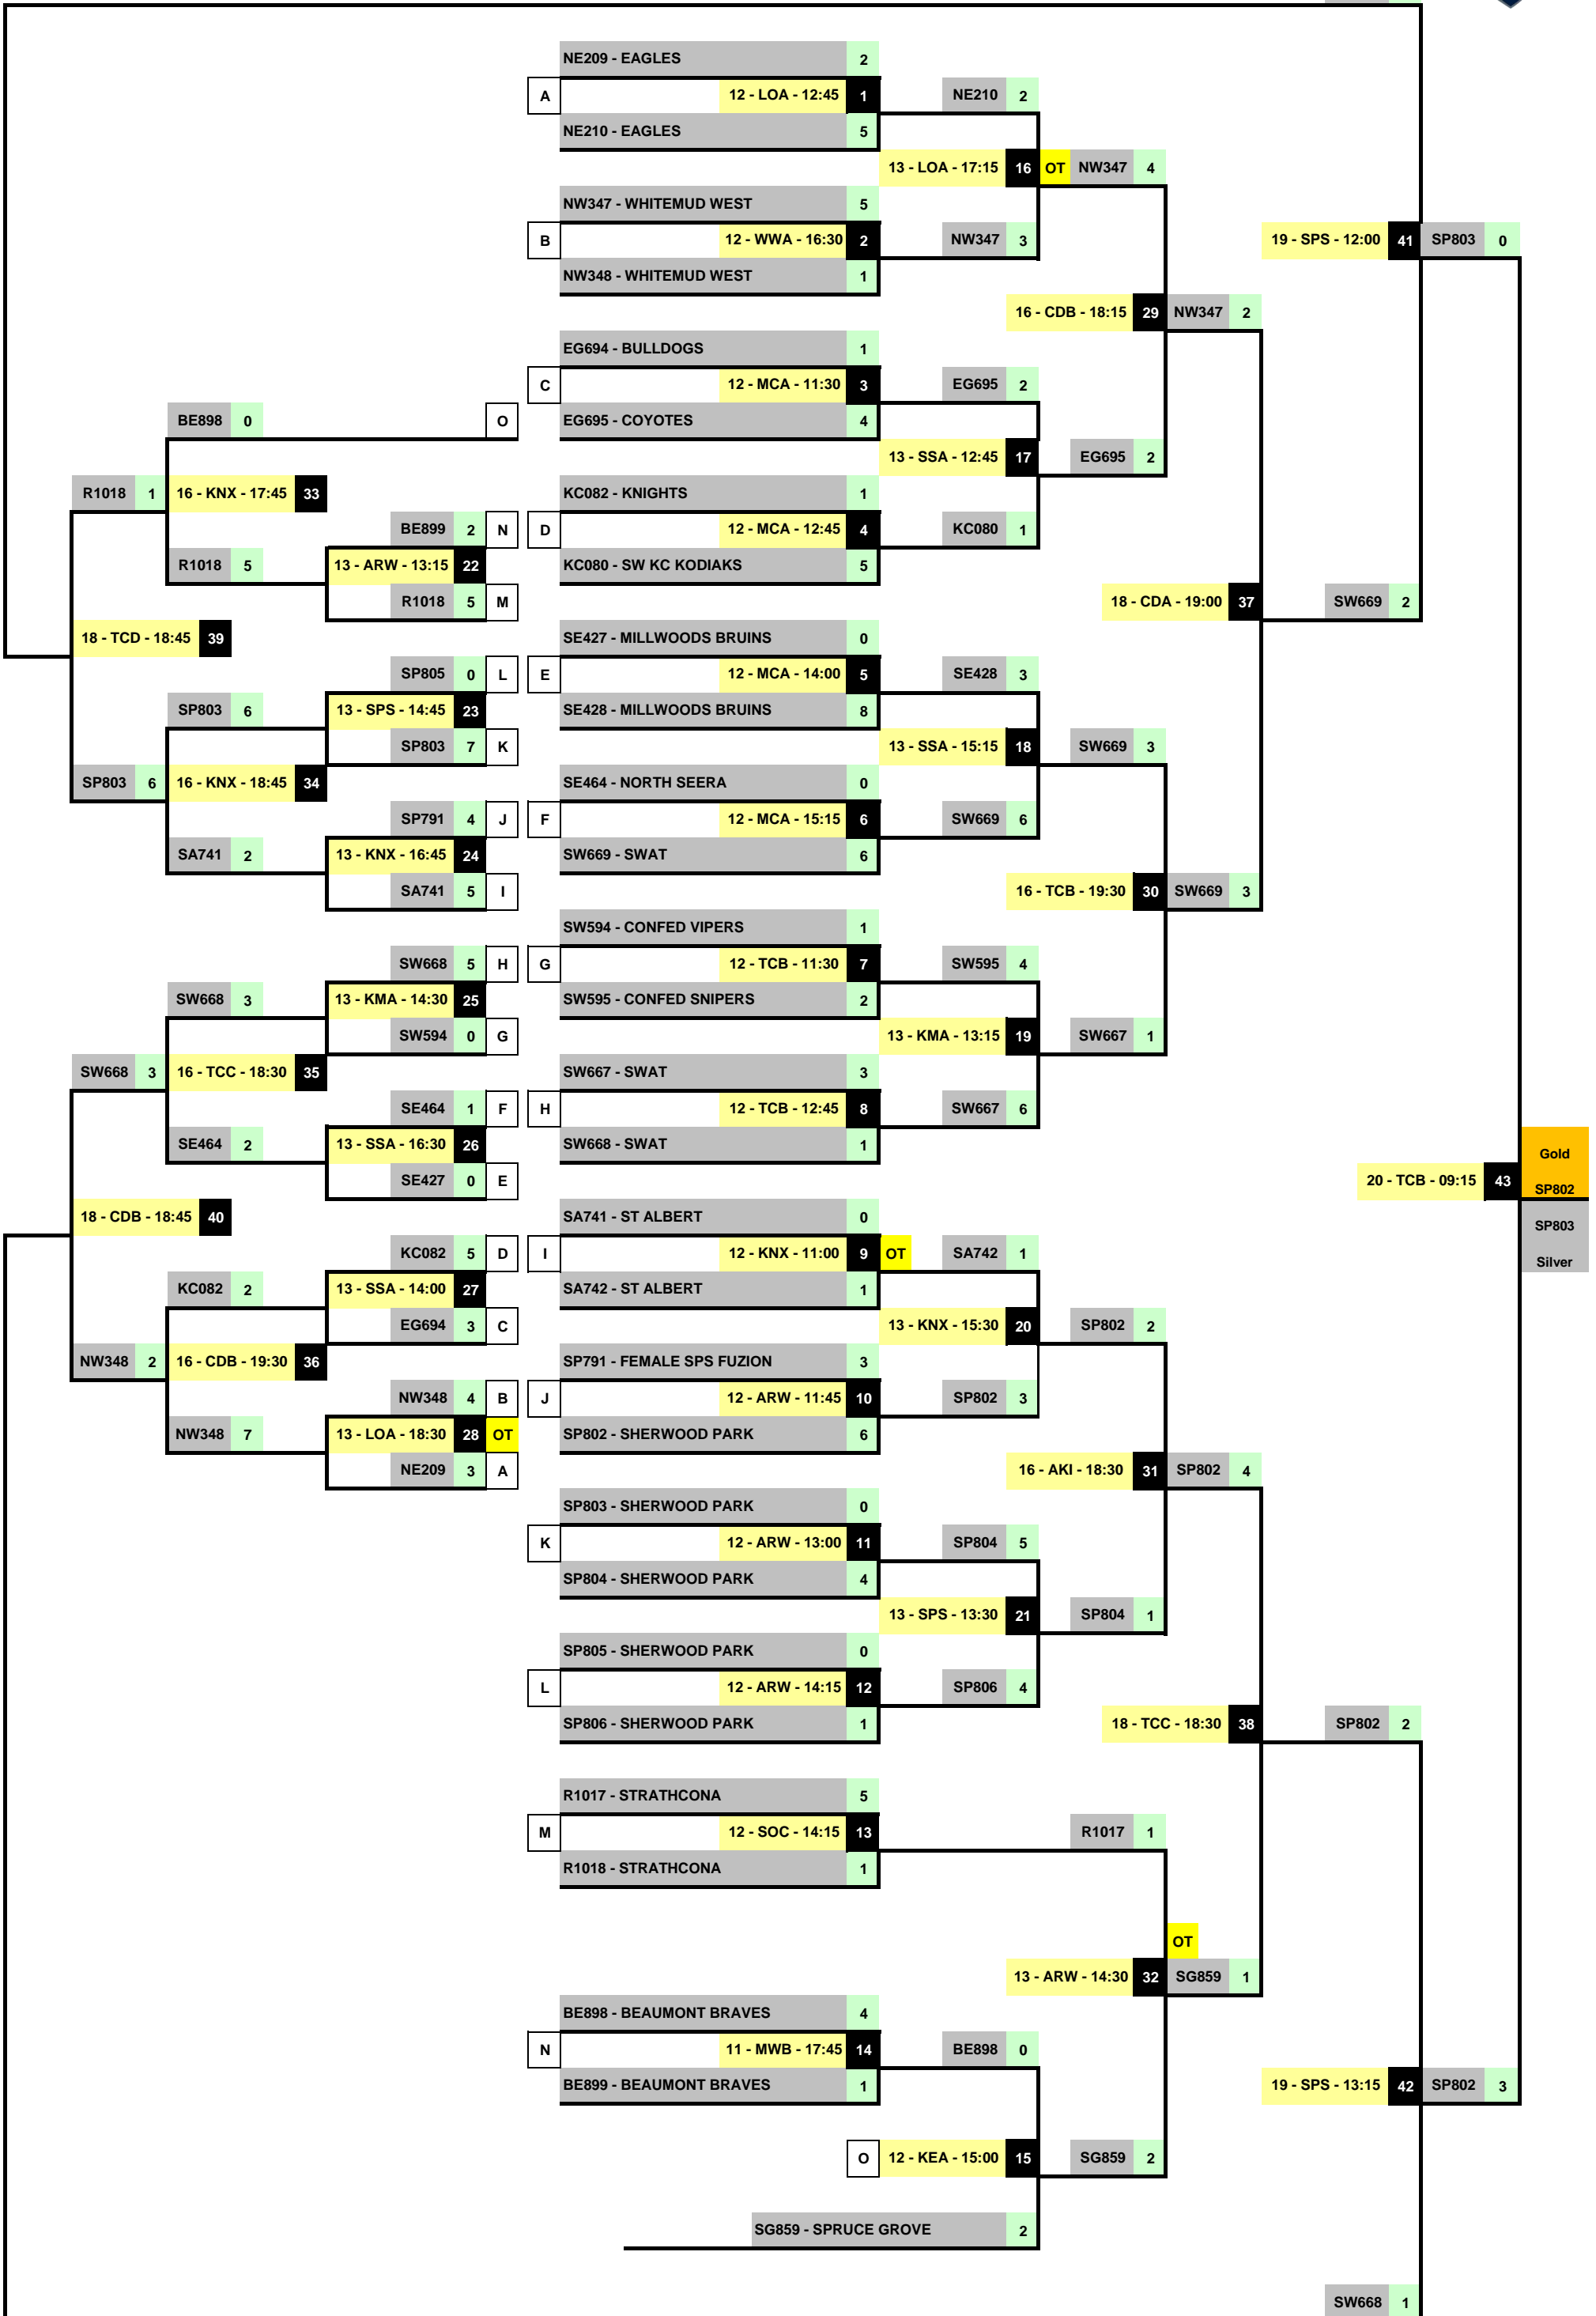 NE209 - EAGLES 2
A 12 - LOA - 12:45 1 NE210 2
NE210 - EAGLES 5
13 - LOA - 17:15 16 OT NW347 4
NW347 - WHITEMUD WEST 5
B 12 - WWA - 16:30 2 NW347 3 19 - SPS - 12:00 41 SP803 0
NW348 - WHITEMUD WEST 1
16 - CDB - 18:15 29 NW347 2
EG694 - BULLDOGS 1
C 12 - MCA - 11:30 3 EG695 2
BE898 0 O EG695 - COYOTES 4
13 - SSA - 12:45 17 EG695 2
R1018 1 16 - KNX - 17:45 33 KC082 - KNIGHTS 1
BE899 2 N D 12 - MCA - 12:45 4 KC080 1
R1018 5 13 - ARW - 13:15 22 KC080 - SW KC KODIAKS 5
R1018 5 M 18 - CDA - 19:00 37 SW669 2
18 - TCD - 18:45 39 SE427 - MILLWOODS BRUINS 0
SP805 0 L E 12 - MCA - 14:00 5 SE428 3
SP803 6 13 - SPS - 14:45 23 SE428 - MILLWOODS BRUINS 8
SP803 7 K 13 - SSA - 15:15 18 SW669 3
SP803 6 16 - KNX - 18:45 34 SE464 - NORTH SEERA 0
SP791 4 J F 12 - MCA - 15:15 6 SW669 6
SA741 2 13 - KNX - 16:45 24 SW669 - SWAT 6
SA741 5 I 16 - TCB - 19:30 30 SW669 3
SW594 - CONFED VIPERS 1
SW668 5 H G 12 - TCB - 11:30 7 SW595 4
SW668 3 13 - KMA - 14:30 25 SW595 - CONFED SNIPERS 2
SW594 0 G 13 - KMA - 13:15 19 SW667 1
SW668 3 16 - TCC - 18:30 35 SW667 - SWAT 3
SE464 1 F H 12 - TCB - 12:45 8 SW667 6
SE464 2 13 - SSA - 16:30 26 SW668 - SWAT 1
Gold
SE427 0 E 20 - TCB - 09:15 43 SP802
18 - CDB - 18:45 40 SA741 - ST ALBERT 0 SP803
KC082 5 D I 12 - KNX - 11:00 9 OT SA742 1 Silver
KC082 2 13 - SSA - 14:00 27 SA742 - ST ALBERT 1
EG694 3 C 13 - KNX - 15:30 20 SP802 2
NW348 2 16 - CDB - 19:30 36 SP791 - FEMALE SPS FUZION 3
NW348 4 B J 12 - ARW - 11:45 10 SP802 3
NW348 7 13 - LOA - 18:30 28 OT SP802 - SHERWOOD PARK 6
NE209 3 A 16 - AKI - 18:30 31 SP802 4
SP803 - SHERWOOD PARK 0
K 12 - ARW - 13:00 11 SP804 5
SP804 - SHERWOOD PARK 4
13 - SPS - 13:30 21 SP804 1
SP805 - SHERWOOD PARK 0
L 12 - ARW - 14:15 12 SP806 4
SP806 - SHERWOOD PARK 1 18 - TCC - 18:30 38 SP802 2
R1017 - STRATHCONA 5
M 12 - SOC - 14:15 13 R1017 1
R1018 - STRATHCONA 1
OT
13 - ARW - 14:30 32 SG859 1
BE898 - BEAUMONT BRAVES 4
N 11 - MWB - 17:45 14 BE898 0
BE899 - BEAUMONT BRAVES 1 19 - SPS - 13:15 42 SP802 3
O 12 - KEA - 15:00 15 SG859 2
SG859 - SPRUCE GROVE 2
SW668 1